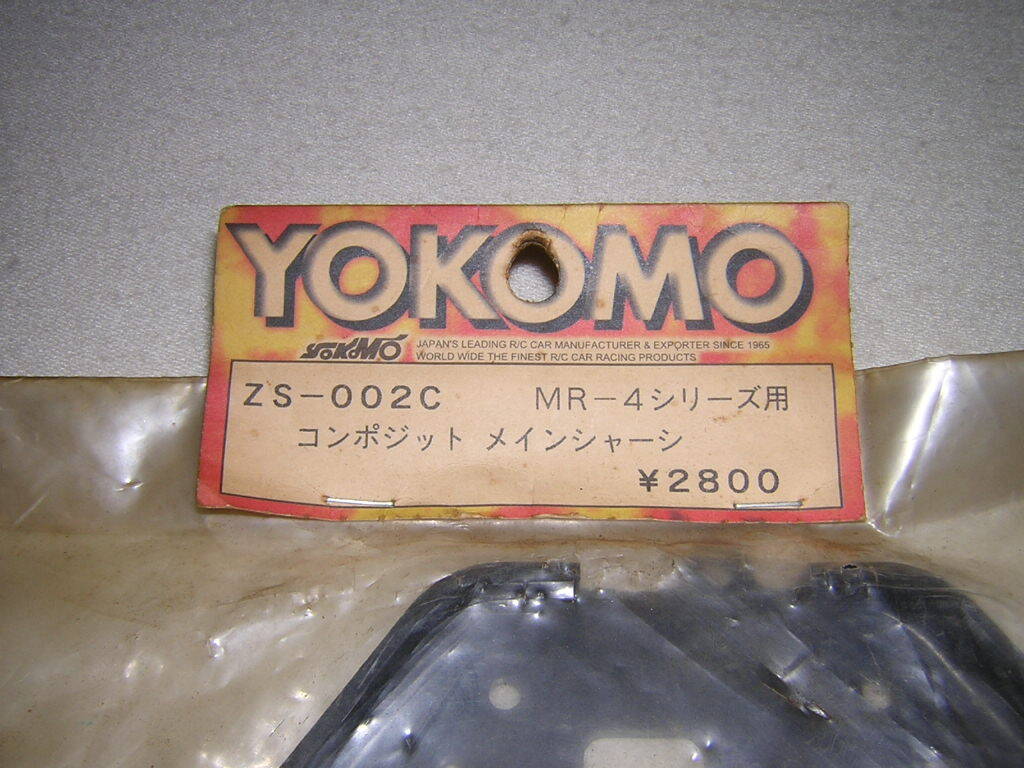 YOKOMO
YOKOMO JAPAN'S LEADING R/C CAR MANUFACTURER & EXPORTER SINCE 1965
WORLD WIDE THE FINEST R/C CAR RACING PRODUCTS
ZS-002C MR-4シリーズ用
コンポジット メインシャーシ
¥2800